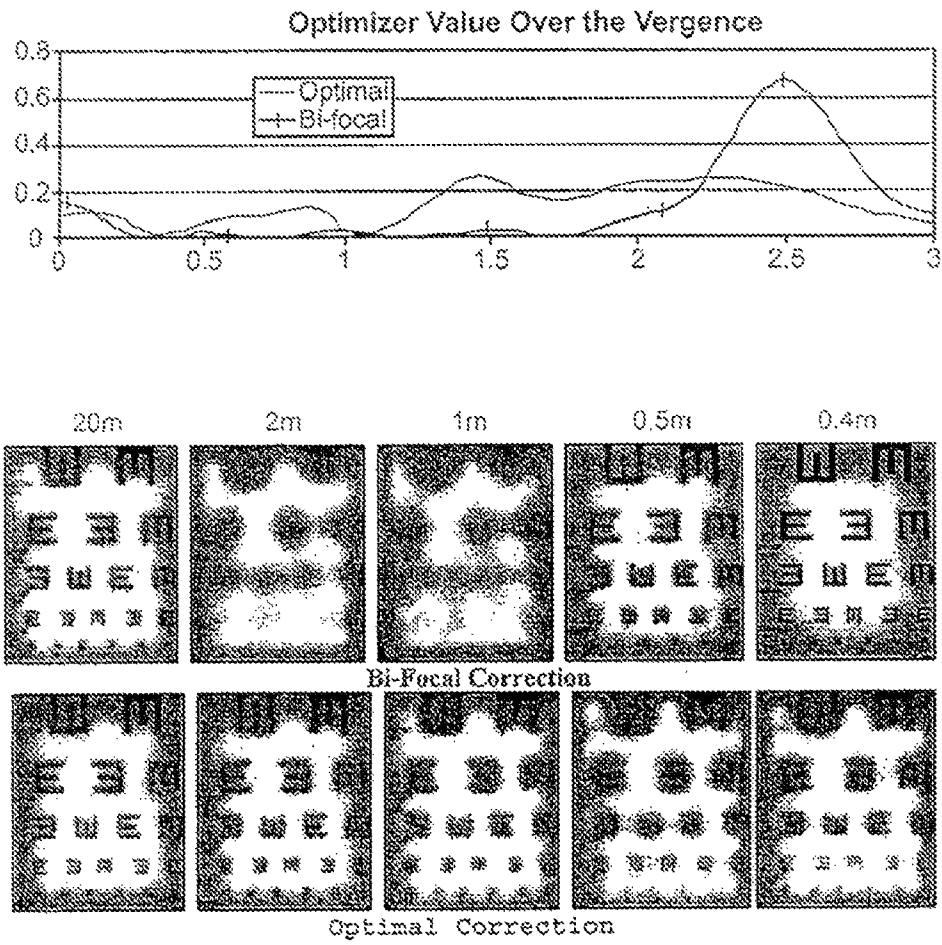 Optimizer Value Over the Vergence
0.8
0.6
0.4
0.2
0
Optimal
Bi-focal
0 0.5 1 1.5 2 2.5 3
20m 2m 1m 0.5m 0.4m
Bi-Focal Correction
Optimal Correction